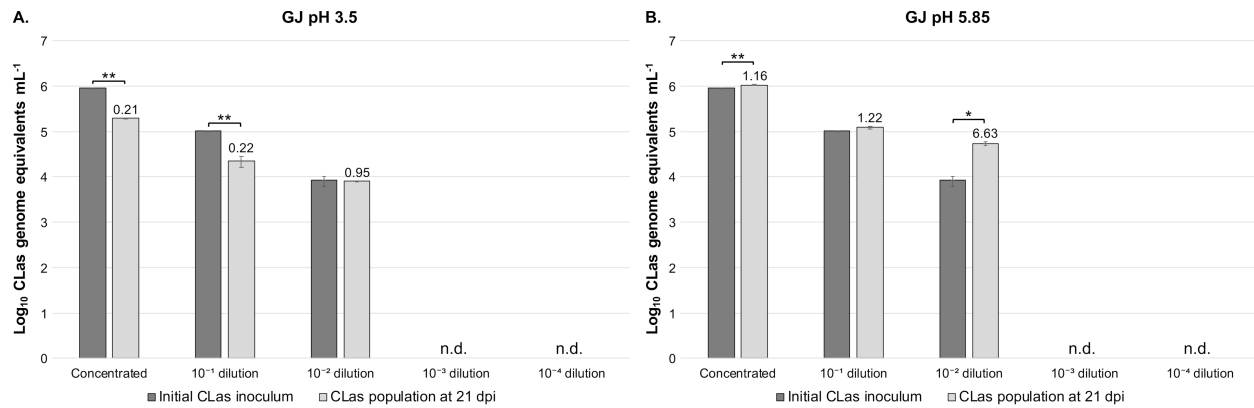 A.
GJ pH 3.5
Log₁₀ CLas genome equivalents mL⁻¹
7
6
5
4
3
2
1
0
**
0.21
**
0.22
0.95
n.d.
n.d.
Concentrated
10⁻¹ dilution
10⁻² dilution
10⁻³ dilution
10⁻⁴ dilution
Initial CLas inoculum
CLas population at 21 dpi
B.
GJ pH 5.85
Log₁₀ CLas genome equivalents mL⁻¹
7
6
5
4
3
2
1
0
**
1.16
1.22
*
6.63
n.d.
n.d.
Concentrated
10⁻¹ dilution
10⁻² dilution
10⁻³ dilution
10⁻⁴ dilution
Initial CLas inoculum
CLas population at 21 dpi